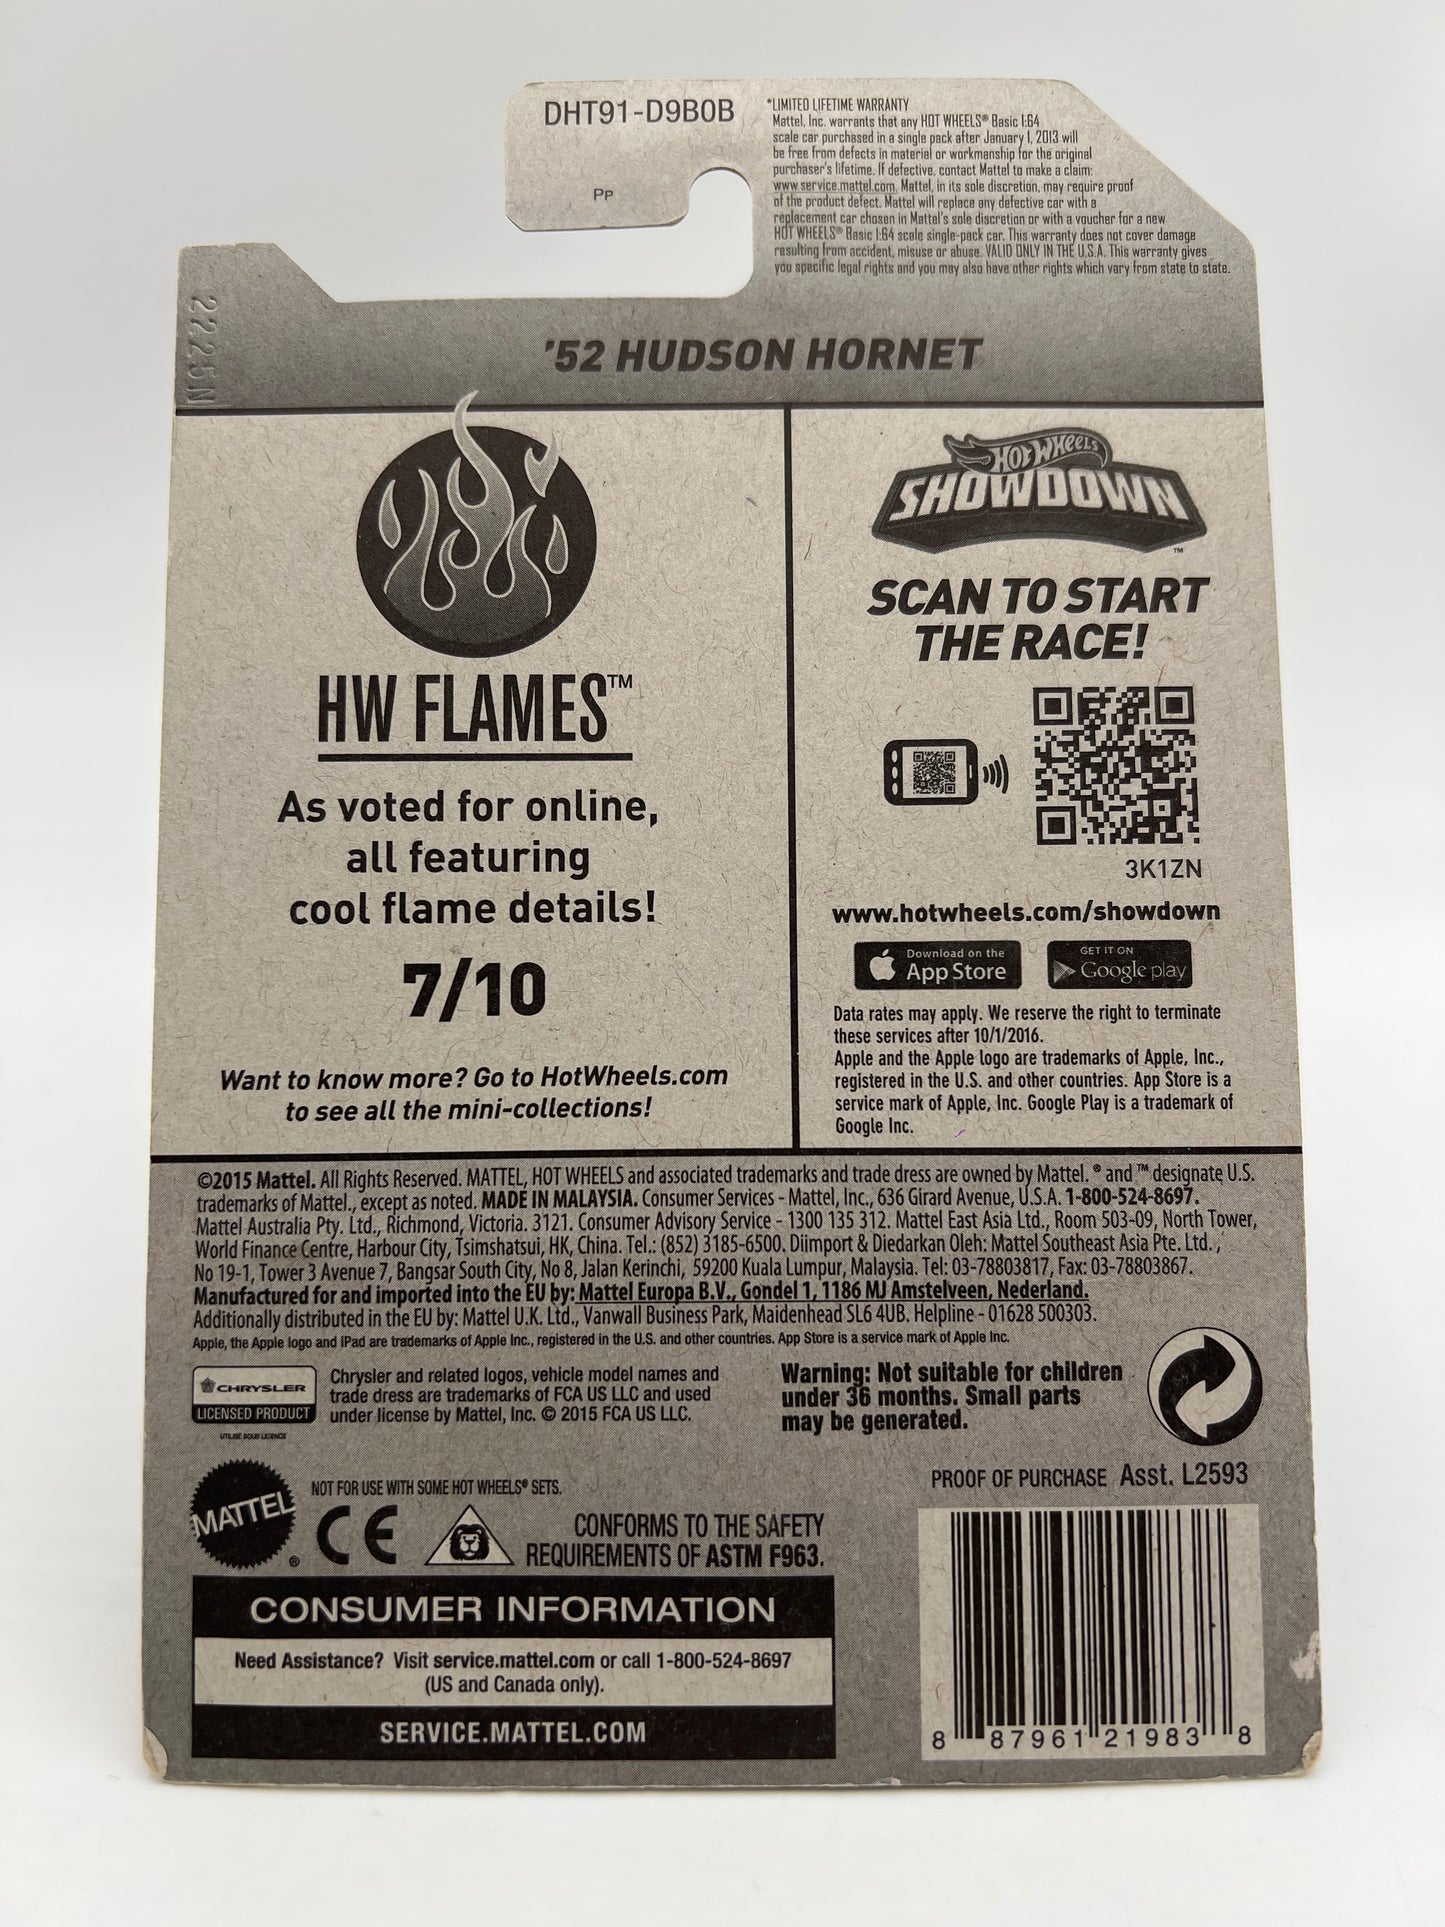 DHT91-D9B0B
PP
*LIMITED LIFETIME WARRANTY
Mattel, Inc. warrants that any HOT WHEELS® Basic 1:64
scale car purchased in a single pack after January 1, 2013 will
be free from defects in material or workmanship for the original
purchaser's lifetime. If defective, contact Mattel to make a claim:
www.service.mattel.com. Mattel, in its sole discretion, may require proof
of the product defect. Mattel will replace any defective car with a
replacement car chosen in Mattel's sole discretion or with a voucher for a new
HOT WHEELS® Basic 1:64 scale single-pack car. This warranty does not cover damage
resulting from accident, misuse or abuse. VALID ONLY IN THE U.S.A. This warranty gives
you specific legal rights and you may also have other rights which vary from state to state.
'52 HUDSON HORNET
HW FLAMES™
As voted for online,
all featuring
cool flame details!
7/10
Want to know more? Go to HotWheels.com
to see all the mini-collections!
HOT WHEELS
SHOWDOWN™
SCAN TO START
THE RACE!
3K1ZN
www.hotwheels.com/showdown
Download on the
App Store
GET IT ON
Google play
Data rates may apply. We reserve the right to terminate
these services after 10/1/2016.
Apple and the Apple logo are trademarks of Apple, Inc.,
registered in the U.S. and other countries. App Store is a
service mark of Apple, Inc. Google Play is a trademark of
Google Inc.
©2015 Mattel. All Rights Reserved. MATTEL, HOT WHEELS and associated trademarks and trade dress are owned by Mattel. ® and ™ designate U.S.
trademarks of Mattel., except as noted. MADE IN MALAYSIA. Consumer Services - Mattel, Inc., 636 Girard Avenue, U.S.A. 1-800-524-8697.
Mattel Australia Pty. Ltd., Richmond, Victoria. 3121. Consumer Advisory Service - 1300 135 312. Mattel East Asia Ltd., Room 503-09, North Tower,
World Finance Centre, Harbour City, Tsimshatsui, HK, China. Tel.: (852) 3185-6500. Diimport & Diedarkan Oleh: Mattel Southeast Asia Pte. Ltd.,
No 19-1, Tower 3 Avenue 7, Bangsar South City, No 8, Jalan Kerinchi, 59200 Kuala Lumpur, Malaysia. Tel: 03-78803817, Fax: 03-78803867.
Manufactured for and imported into the EU by: Mattel Europa B.V., Gondel 1, 1186 MJ Amstelveen, Nederland.
Additionally distributed in the EU by: Mattel U.K. Ltd., Vanwall Business Park, Maidenhead SL6 4UB. Helpline - 01628 500303.
Apple, the Apple logo and iPad are trademarks of Apple Inc., registered in the U.S. and other countries. App Store is a service mark of Apple Inc.
CHRYSLER
LICENSED PRODUCT
UTILISÉ SOUS LICENCE
Chrysler and related logos, vehicle model names and
trade dress are trademarks of FCA US LLC and used
under license by Mattel, Inc. © 2015 FCA US LLC.
Warning: Not suitable for children
under 36 months. Small parts
may be generated.
PROOF OF PURCHASE Asst. L2593
MATTEL®
NOT FOR USE WITH SOME HOT WHEELS® SETS.
CE
CONFORMS TO THE SAFETY
REQUIREMENTS OF ASTM F963.
CONSUMER INFORMATION
Need Assistance? Visit service.mattel.com or call 1-800-524-8697
(US and Canada only).
SERVICE.MATTEL.COM
8 87961 21983 8